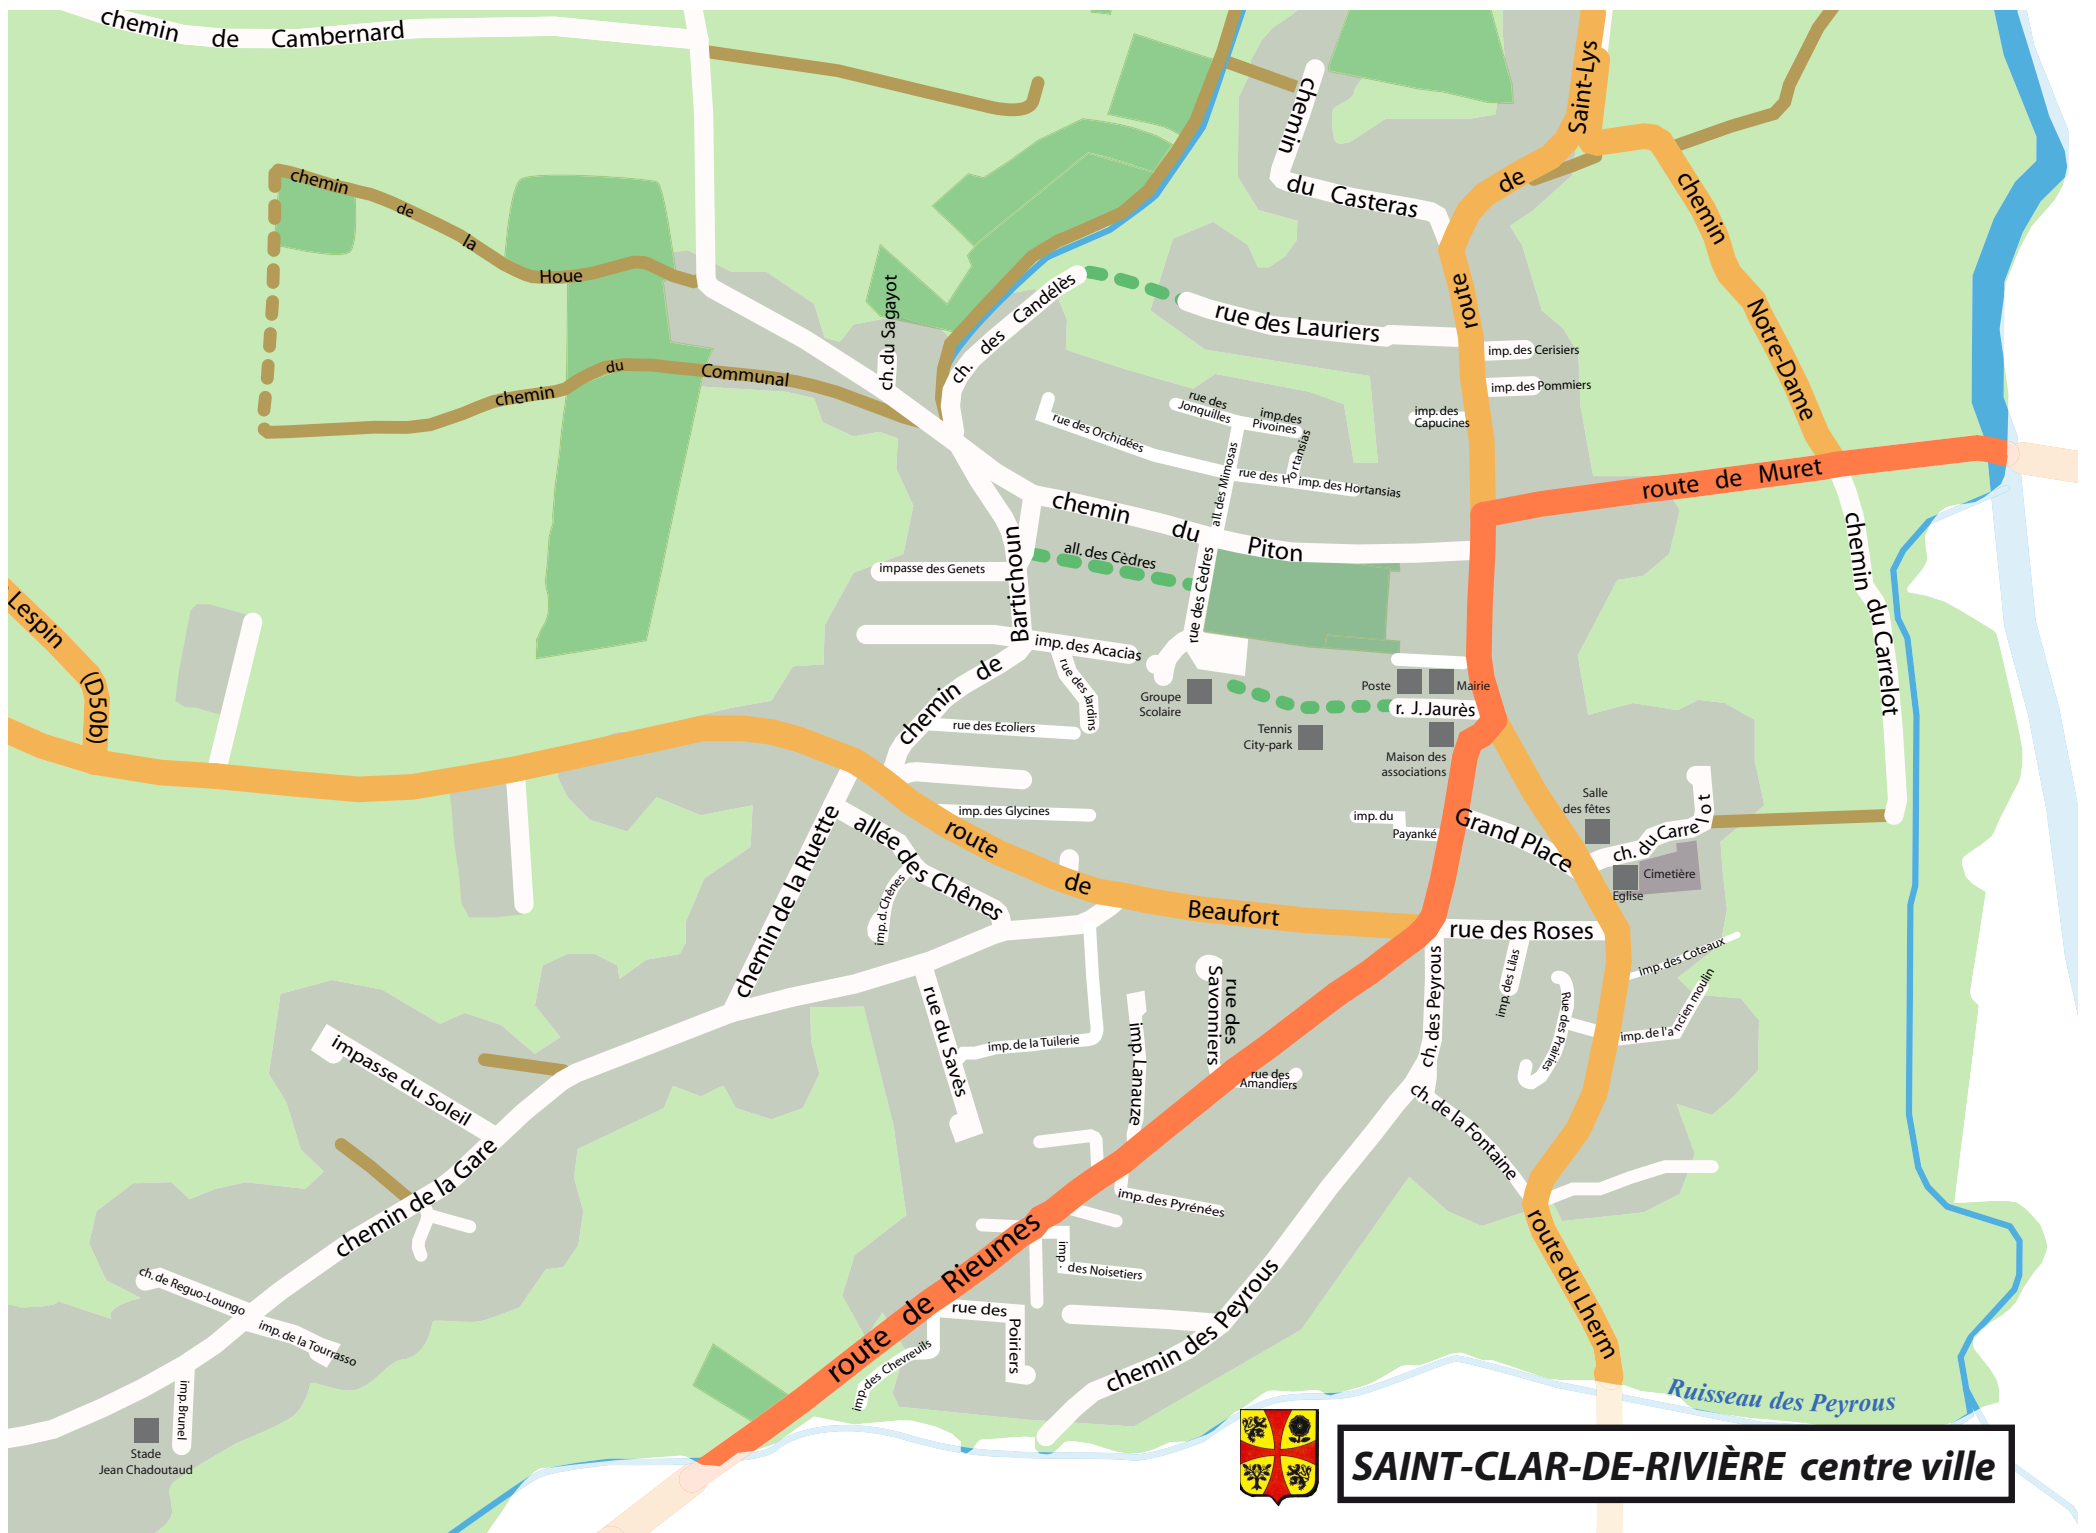 chemin de Cambernard
Saint-Lys
chemin
du Casteras
de
route
chemin
Notre-Dame
chemin
de
la
Houe
ch. du Sagayot
ch. des Candélès
rue des Lauriers
imp. des Cerisiers
imp. des Pommiers
imp. des
Capucines
chemin
du
Communal
rue des
Jonquilles
imp.des
Pivoines
rue des Orchidées
all. des Mimosas
rue des Hortansias
imp. des Hortansias
route de Muret
chemin du Piton
all. des Cèdres
rue des Cèdres
impasse des Genets
Bartichoun
imp. des Acacias
rue des Jardins
chemin de
rue des Ecoliers
chemin du Carrelot
Lespin
(D50b)
Groupe
Scolaire
Poste
Mairie
r. J.Jaurès
Tennis
City-park
Maison des
associations
Salle
des fêtes
imp. des Glycines
imp. du
Payanké
Grand Place
ch. du Carrelot
Cimetière
Eglise
chemin de la Ruette
allée des Chênes
imp. d. Chênes
route
de
Beaufort
rue des Roses
imp. des Lilas
Rue des Prairies
imp. des Coteaux
imp. de l'ancien moulin
ch. des Peyrous
rue des
Savonniers
rue des
Amandiers
imp. Lanauze
imp. de la Tuilerie
rue du Savès
ch. de la Fontaine
impasse du Soleil
chemin de la Gare
imp. des Pyrénées
imp. des Noisetiers
route de Rieumes
rue des
Poiriers
imp.des Chevreuils
chemin des Peyrous
route du Lherm
ch. de Reguo-Loungo
imp. de la Tourrasso
imp. Brunel
Stade
Jean Chadoutaud
Ruisseau des Peyrous
SAINT-CLAR-DE-RIVIÈRE centre ville